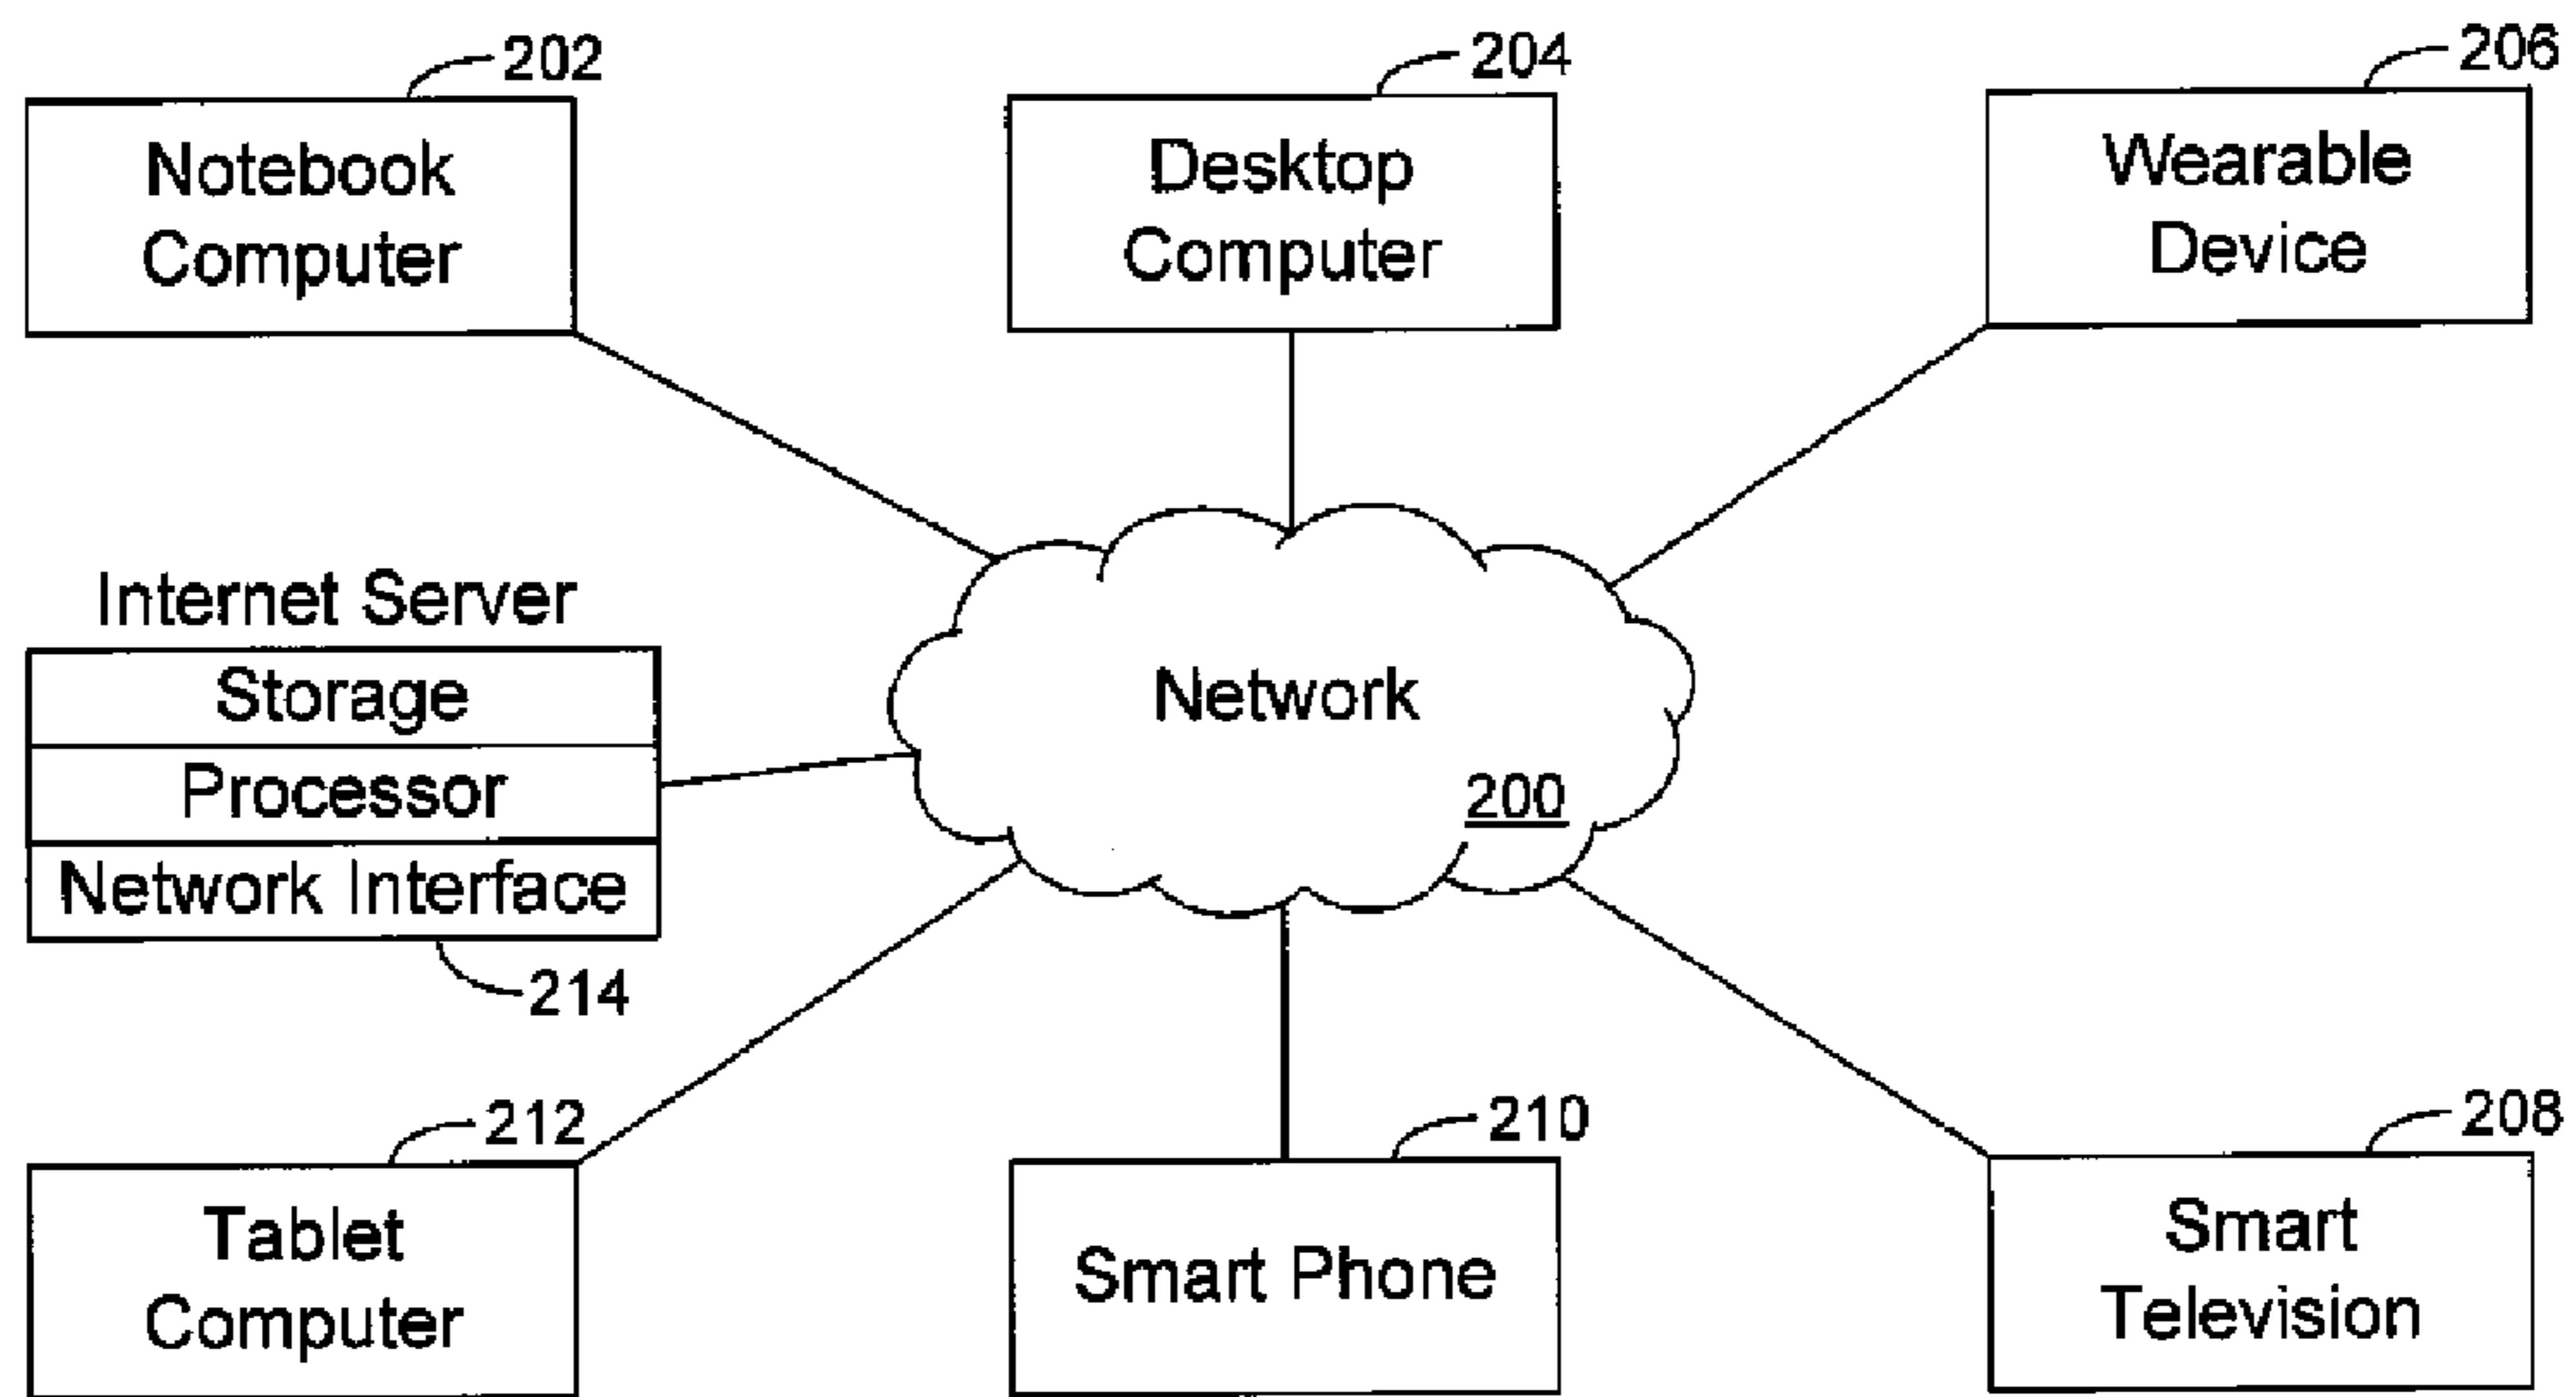 202
Notebook
Computer
204
Desktop
Computer
206
Wearable
Device
Internet Server
Storage
Processor
Network Interface
214
Network
200
212
Tablet
Computer
210
Smart Phone
208
Smart
Television